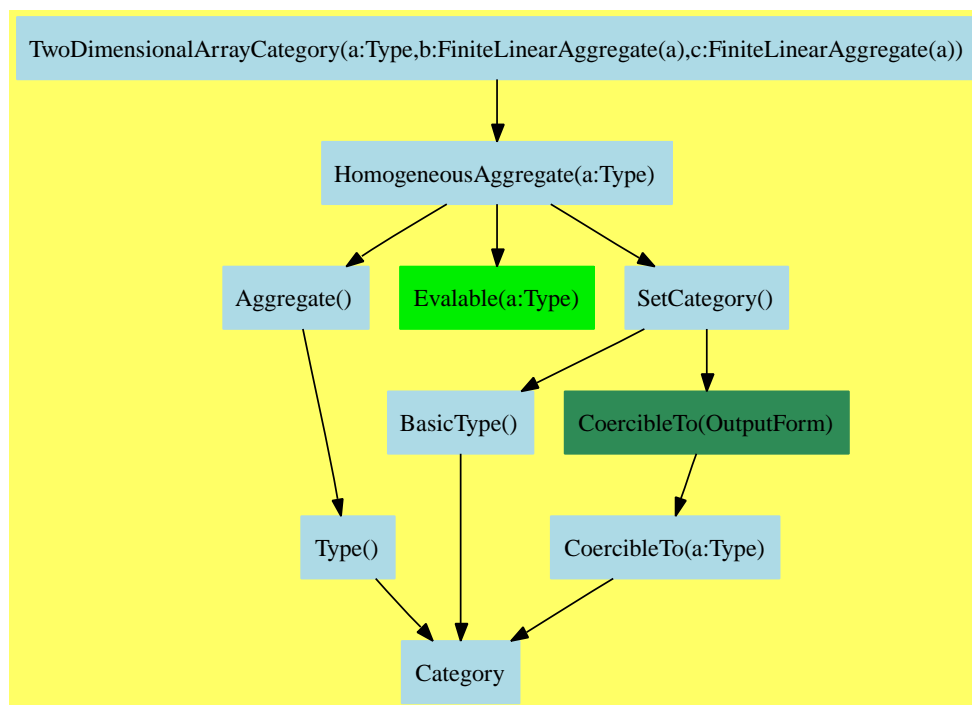 TwoDimensionalArrayCategory(a:Type,b:FiniteLinearAggregate(a),c:FiniteLinearAggregate(a))
HomogeneousAggregate(a:Type)
Aggregate()
Evalable(a:Type)
SetCategory()
BasicType()
CoercibleTo(OutputForm)
Type()
CoercibleTo(a:Type)
Category